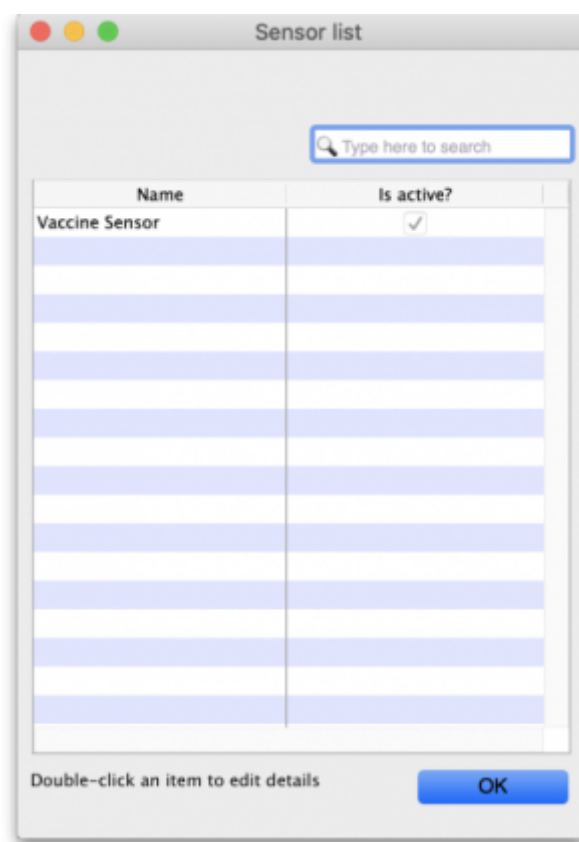 Sensor list
Type here to search
Name Is active?
Vaccine Sensor
Double-click an item to edit details
OK